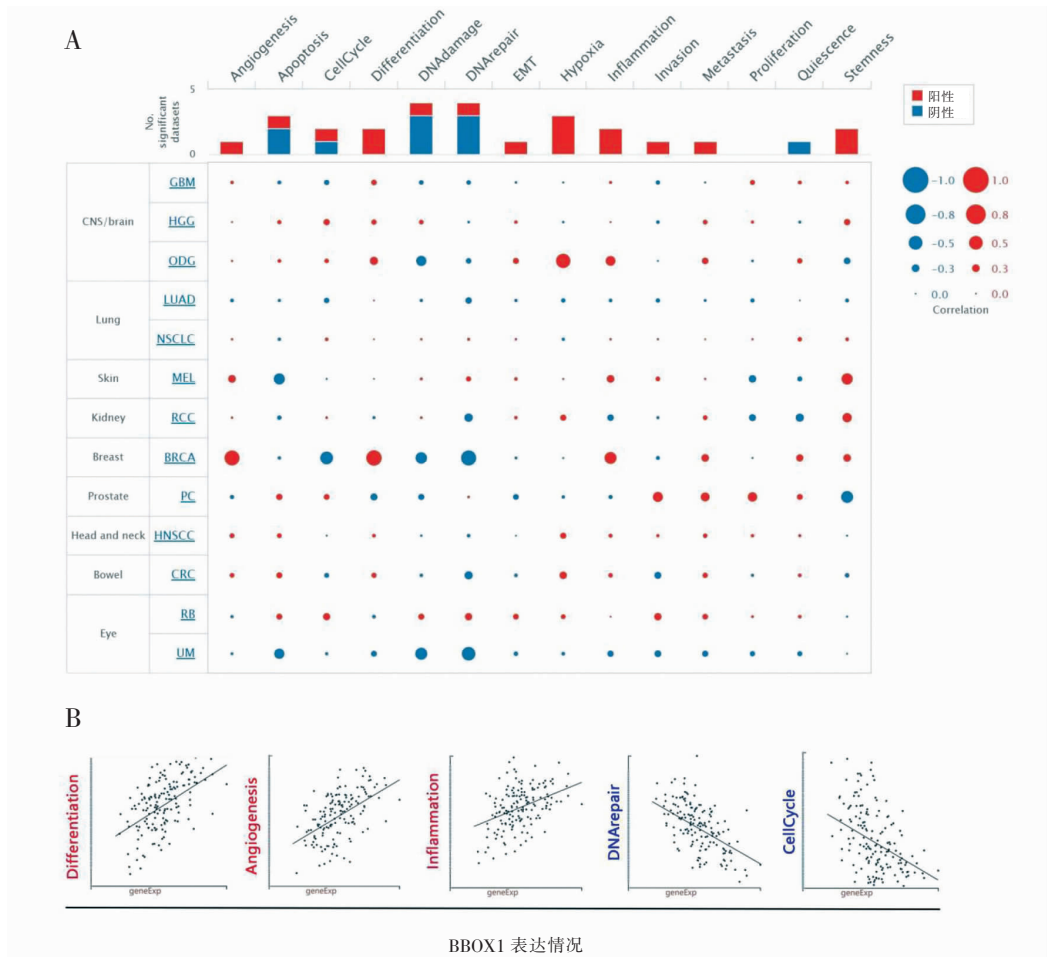 A
Angiogenesis
Apoptosis
CellCycle
Differentiation
DNAdamage
DNArepair
EMT
Hypoxia
Inflammation
Invasion
Metastasis
Proliferation
Quiescence
Stemness
No.
significant
datasets
5
0
阳性
阴性
CNS/brain
GBM
HGG
ODG
Lung
LUAD
NSCLC
Skin
MEL
Kidney
RCC
Breast
BRCA
Prostate
PC
Head and neck
HNSCC
Bowel
CRC
Eye
RB
UM
-1.0 1.0
-0.8 0.8
-0.5 0.5
-0.3 0.3
0.0 0.0
Correlation
B
Differentiation
geneExp
Angiogenesis
geneExp
Inflammation
geneExp
DNArepair
geneExp
CellCycle
geneExp
BBOX1 表达情况